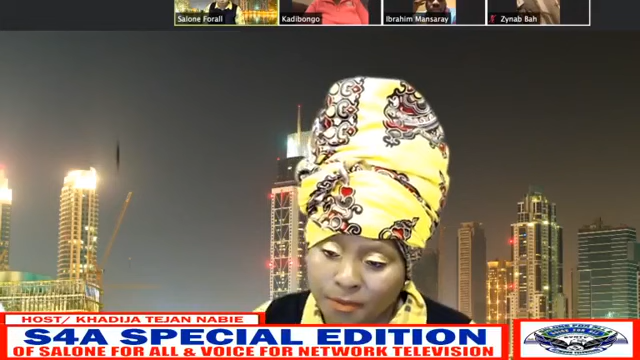 Salone Forall
Kadibongo
Ibrahim Mansaray
Zynab Bah
HOST/ KHADIJA TEJAN NABIE
S4A SPECIAL EDITION
OF SALONE FOR ALL & VOICE FOR NETWORK TELEVISION